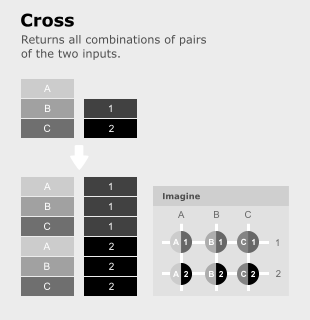 Cross
Returns all combinations of pairs
of the two inputs.
A
B 1
C 2
A 1
B 1
C 1
A 2
B 2
C 2
Imagine
A B C
A 1 B 1 C 1 1
A 2 B 2 C 2 2